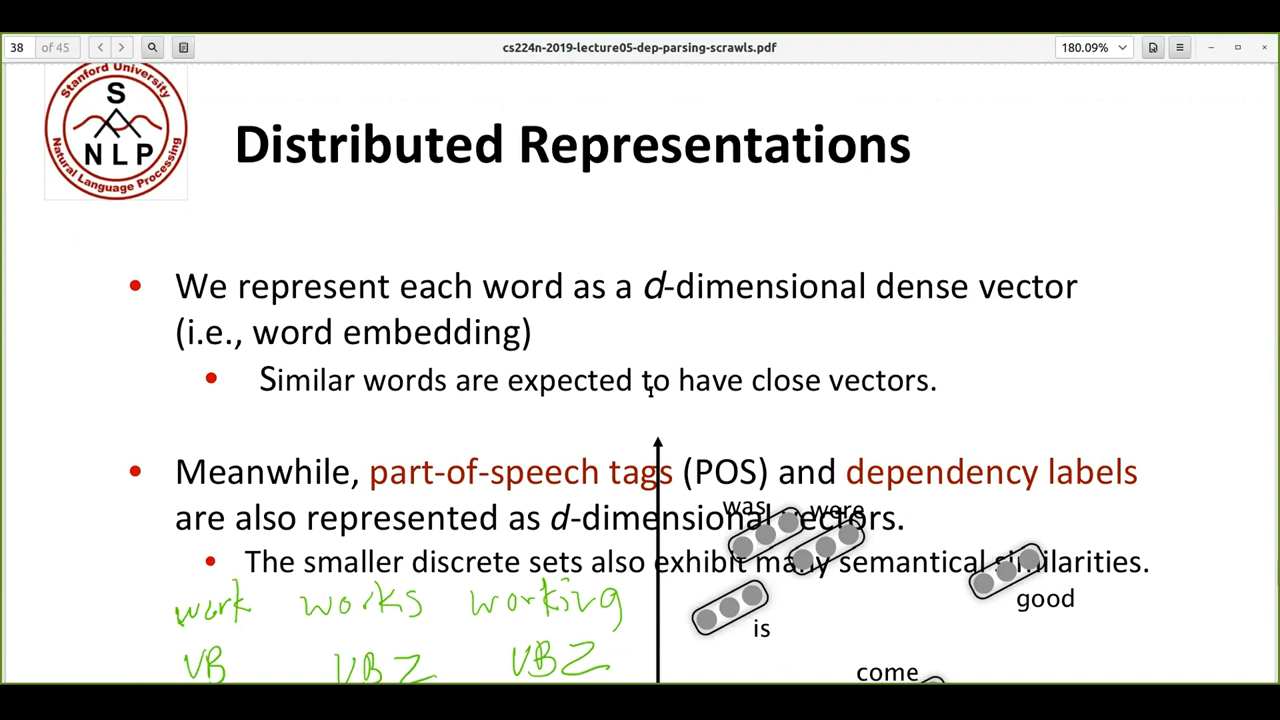 38 of 45
cs224n-2019-lecture05-dep-parsing-scrawls.pdf
180.09%
Stanford University
S
N L P
Natural Language Processing
Distributed Representations
• We represent each word as a d-dimensional dense vector
(i.e., word embedding)
• Similar words are expected to have close vectors.
• Meanwhile, part-of-speech tags (POS) and dependency labels
are also represented as d-dimensional vectors.
• The smaller discrete sets also exhibit many semantical similarities.
was were
good
is
come
work works working
VB VBZ VBZ